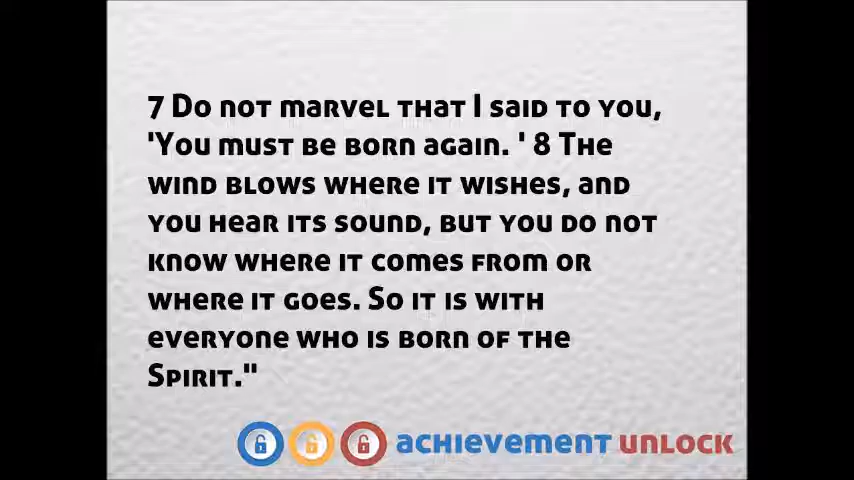 7 Do not marvel that I said to you,
'You must be born again. ' 8 The
wind blows where it wishes, and
you hear its sound, but you do not
know where it comes from or
where it goes. So it is with
everyone who is born of the
Spirit."
achievement unlock